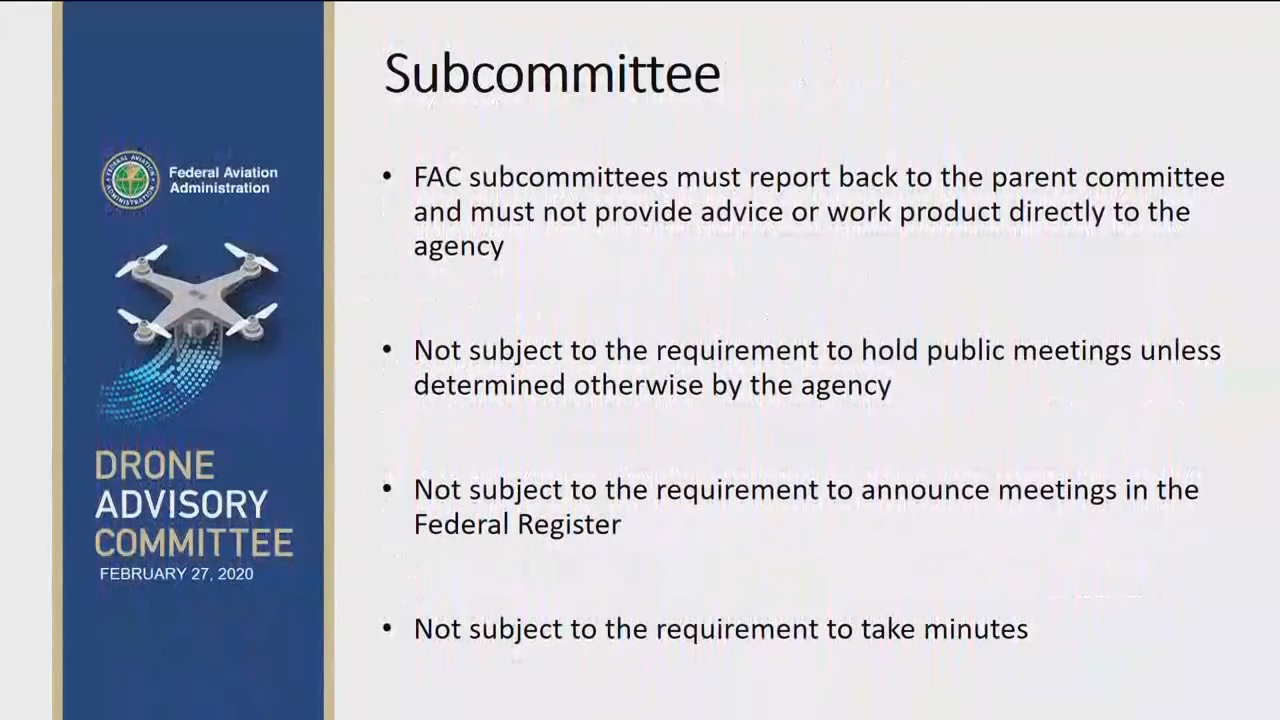 Subcommittee
Federal Aviation
Administration
DRONE
ADVISORY
COMMITTEE
FEBRUARY 27, 2020
• FAC subcommittees must report back to the parent committee
and must not provide advice or work product directly to the
agency
• Not subject to the requirement to hold public meetings unless
determined otherwise by the agency
• Not subject to the requirement to announce meetings in the
Federal Register
• Not subject to the requirement to take minutes